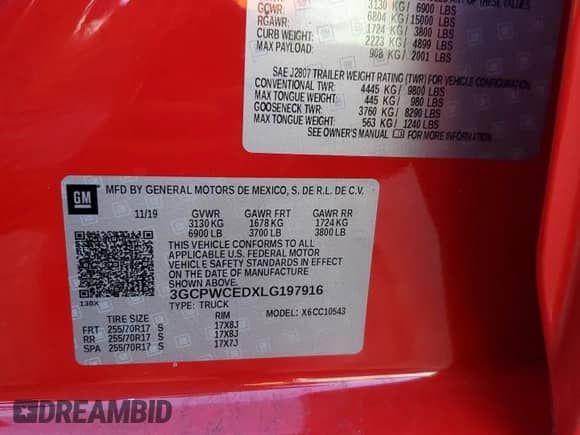 OF THESE VALUES
GCWR: 3130 KG/ 6900 LBS
RGAWR: 6804 KG/15000 LBS
CURB WEIGHT: 1724 KG/ 3800 LBS
MAX PAYLOAD: 2223 KG/ 4899 LBS
908 KG/ 2001 LBS
SAE J2807 TRAILER WEIGHT RATING (TWR) FOR VEHICLE CONFIGURATION
CONVENTIONAL TWR: 4445 KG/ 9800 LBS
MAX TONGUE WEIGHT: 445 KG/ 980 LBS
GOOSENECK TWR: 3760 KG/ 8290 LBS
MAX TONGUE WEIGHT: 563 KG/ 1240 LBS
SEE OWNER'S MANUAL FOR MORE INFORMATION
GM MFD BY GENERAL MOTORS DE MEXICO, S. DE R.L. DE C.V.
11/19 GVWR GAWR FRT GAWR RR
3130 KG 1678 KG 1724 KG
6900 LB 3700 LB 3800 LB
THIS VEHICLE CONFORMS TO ALL
APPLICABLE U.S. FEDERAL MOTOR
VEHICLE SAFETY STANDARDS IN EFFECT
ON THE DATE OF MANUFACTURE
SHOWN ABOVE.
3GCPWCEDXLG197916
138X TYPE: TRUCK MODEL: X6CC10543
TIRE SIZE RIM
FRT 255/70R17 S 17X8J
RR 255/70R17 S 17X8J
SPA 255/70R17 S 17X7J
DREAMBID